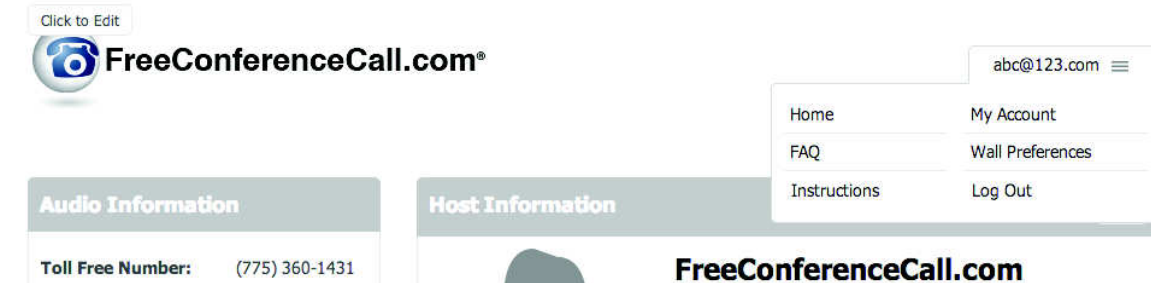 Click to Edit
FreeConferenceCall.com®
abc@123.com
Home My Account
FAQ Wall Preferences
Instructions Log Out
Audio Information
Host Information
Toll Free Number: (775) 360-1431
FreeConferenceCall.com